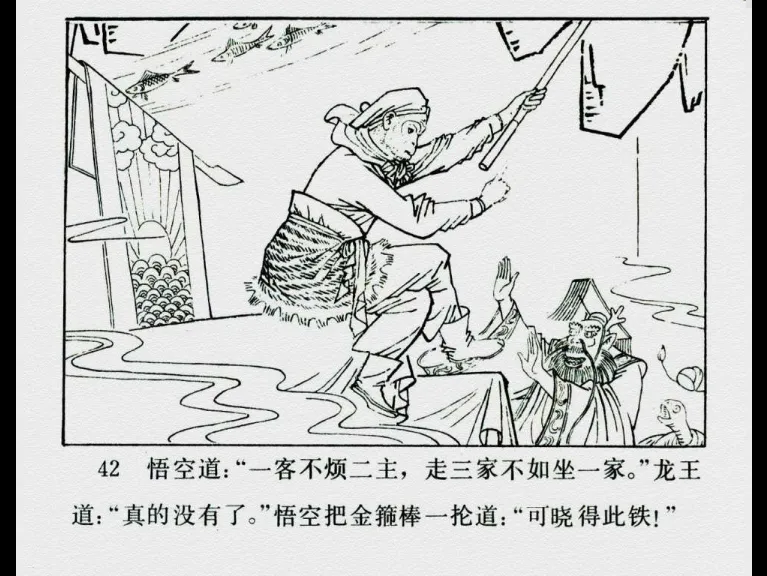 42 悟空道：“一客不烦二主，走三家不如坐一家。”龙王
道：“真的没有了。”悟空把金箍棒一抡道：“可晓得此铁！”